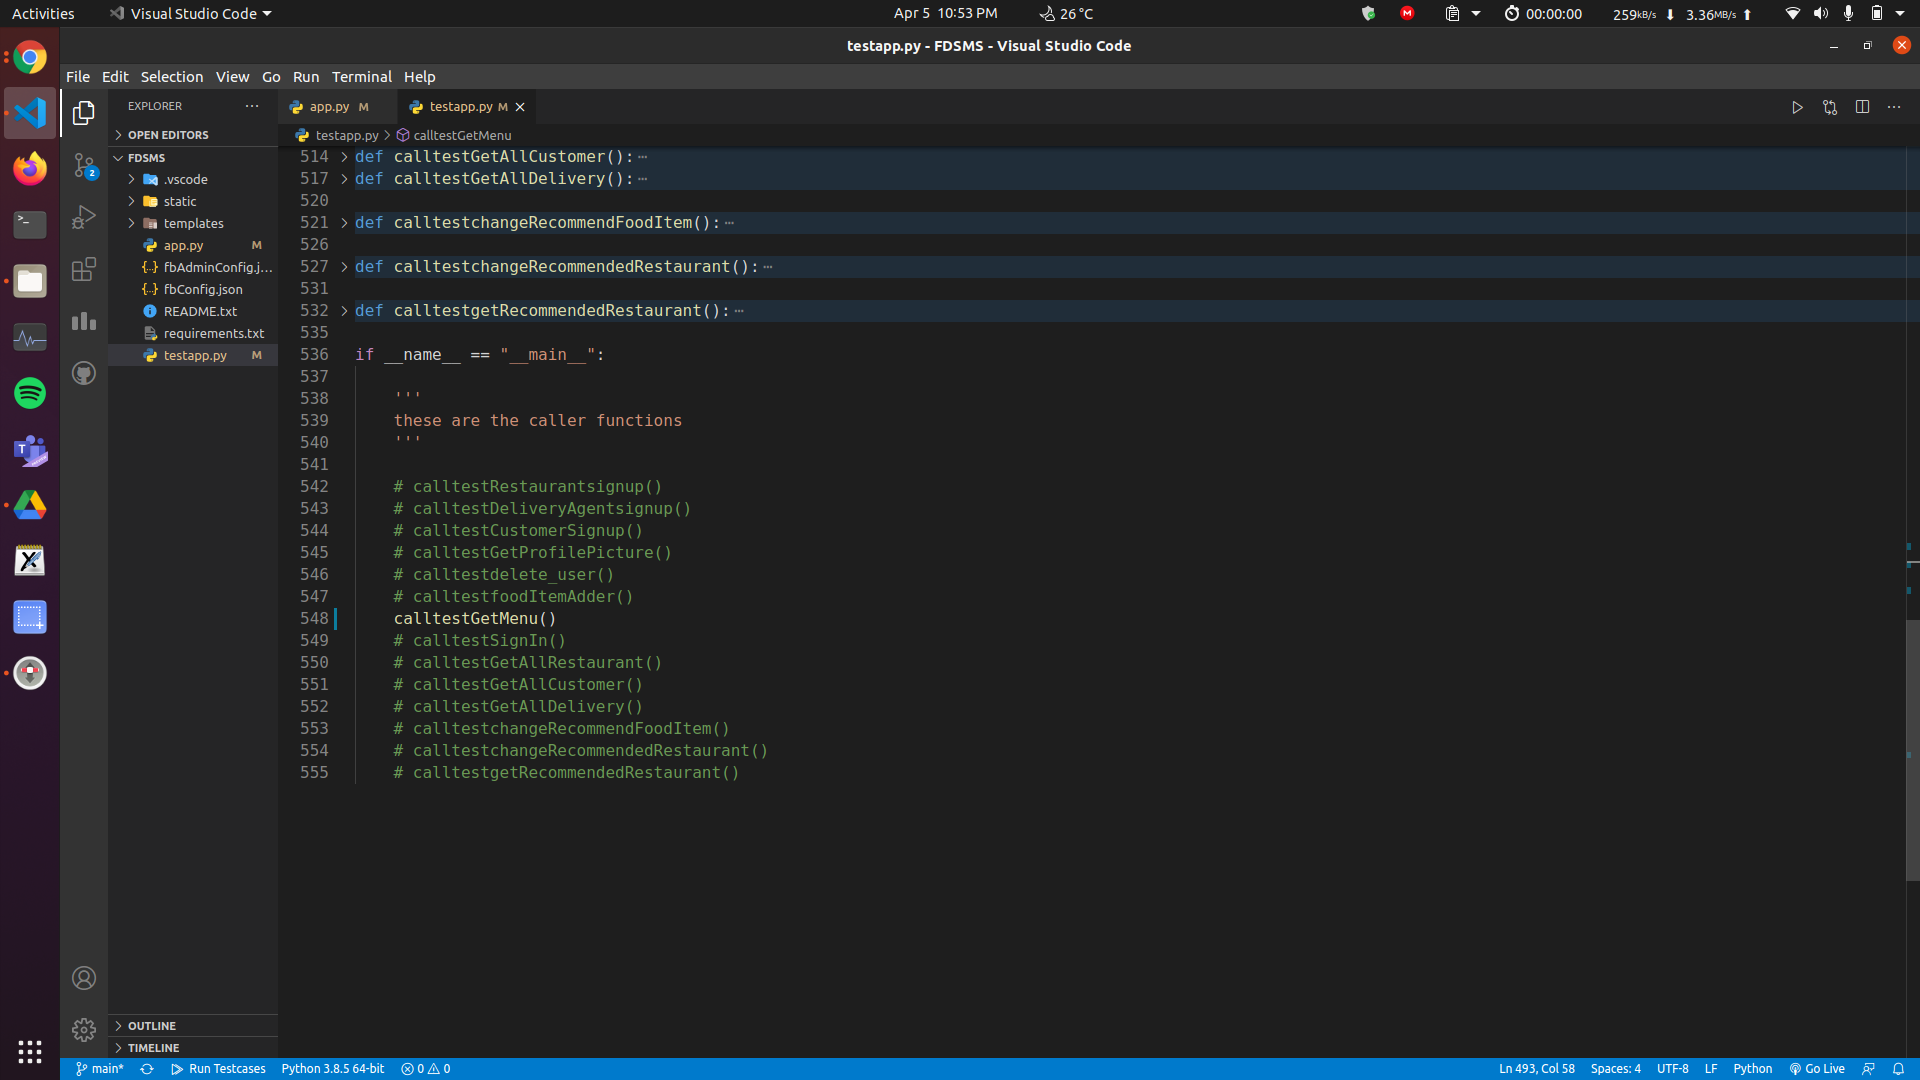 Activities Visual Studio Code Apr 5 10:53 PM 26 °C 00:00:00 259kB/s 3.36MB/s
testapp.py - FDSMS - Visual Studio Code
File Edit Selection View Go Run Terminal Help
EXPLORER ··· app.py M testapp.py M
OPEN EDITORS
testapp.py > calltestGetMenu
FDSMS
.vscode
static
templates
app.py M
fbAdminConfig.j...
fbConfig.json
README.txt
requirements.txt
testapp.py M
514 def calltestGetAllCustomer():···
517 def calltestGetAllDelivery():···
520
521 def calltestchangeRecommendFoodItem():···
526
527 def calltestchangeRecommendedRestaurant():···
531
532 def calltestgetRecommendedRestaurant():···
535
536 if __name__ == "__main__":
537
538 '''
539 these are the caller functions
540 '''
541
542 # calltestRestaurantsignup()
543 # calltestDeliveryAgentsignup()
544 # calltestCustomerSignup()
545 # calltestGetProfilePicture()
546 # calltestdelete_user()
547 # calltestfoodItemAdder()
548 calltestGetMenu()
549 # calltestSignIn()
550 # calltestGetAllRestaurant()
551 # calltestGetAllCustomer()
552 # calltestGetAllDelivery()
553 # calltestchangeRecommendFoodItem()
554 # calltestchangeRecommendedRestaurant()
555 # calltestgetRecommendedRestaurant()
OUTLINE
TIMELINE
main* Run Testcases Python 3.8.5 64-bit 0 0 Ln 493, Col 58 Spaces: 4 UTF-8 LF Python Go Live